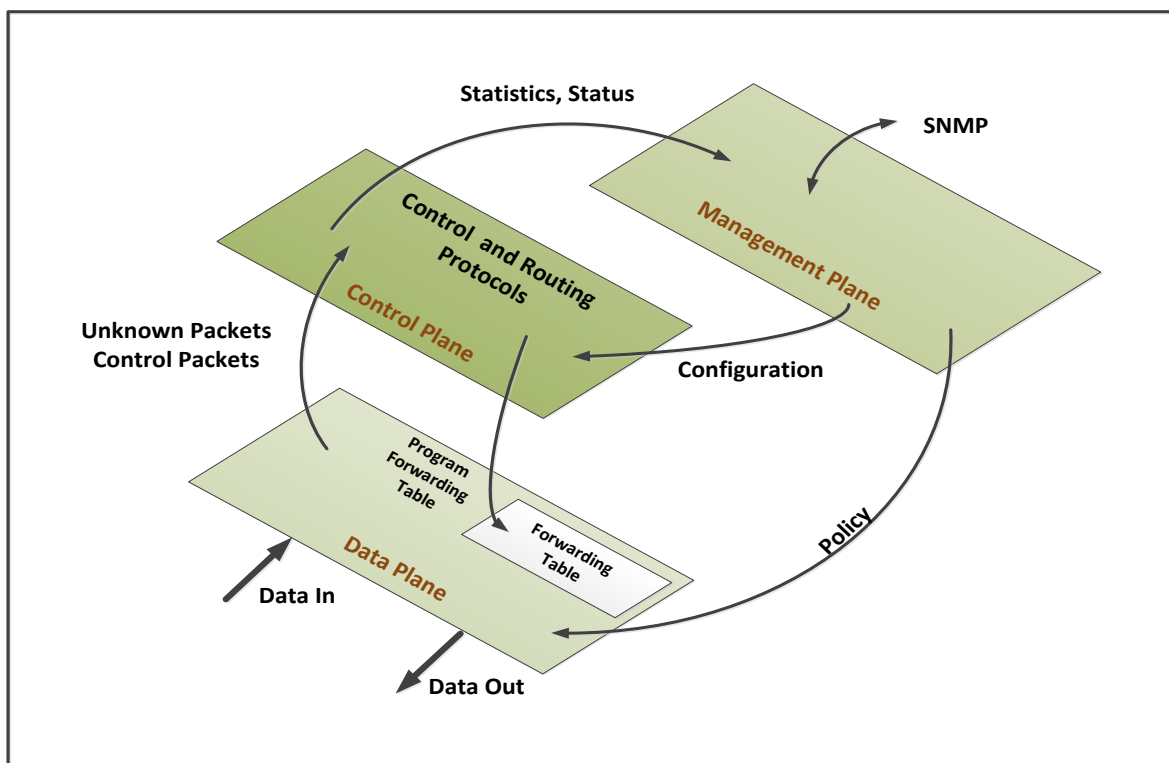 Statistics, Status
SNMP
Control and Routing
Protocols
Control Plane
Management Plane
Unknown Packets
Control Packets
Configuration
Program
Forwarding
Table
Forwarding
Table
Data Plane
Policy
Data In
Data Out